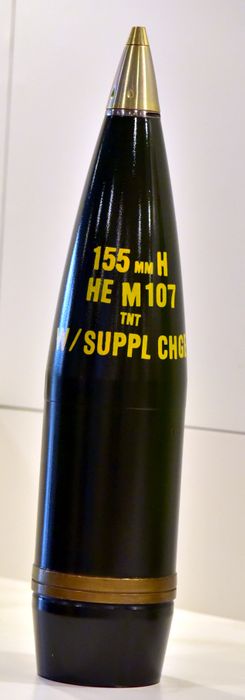 155 MM H
HE M107
TNT
W/SUPPL CHG